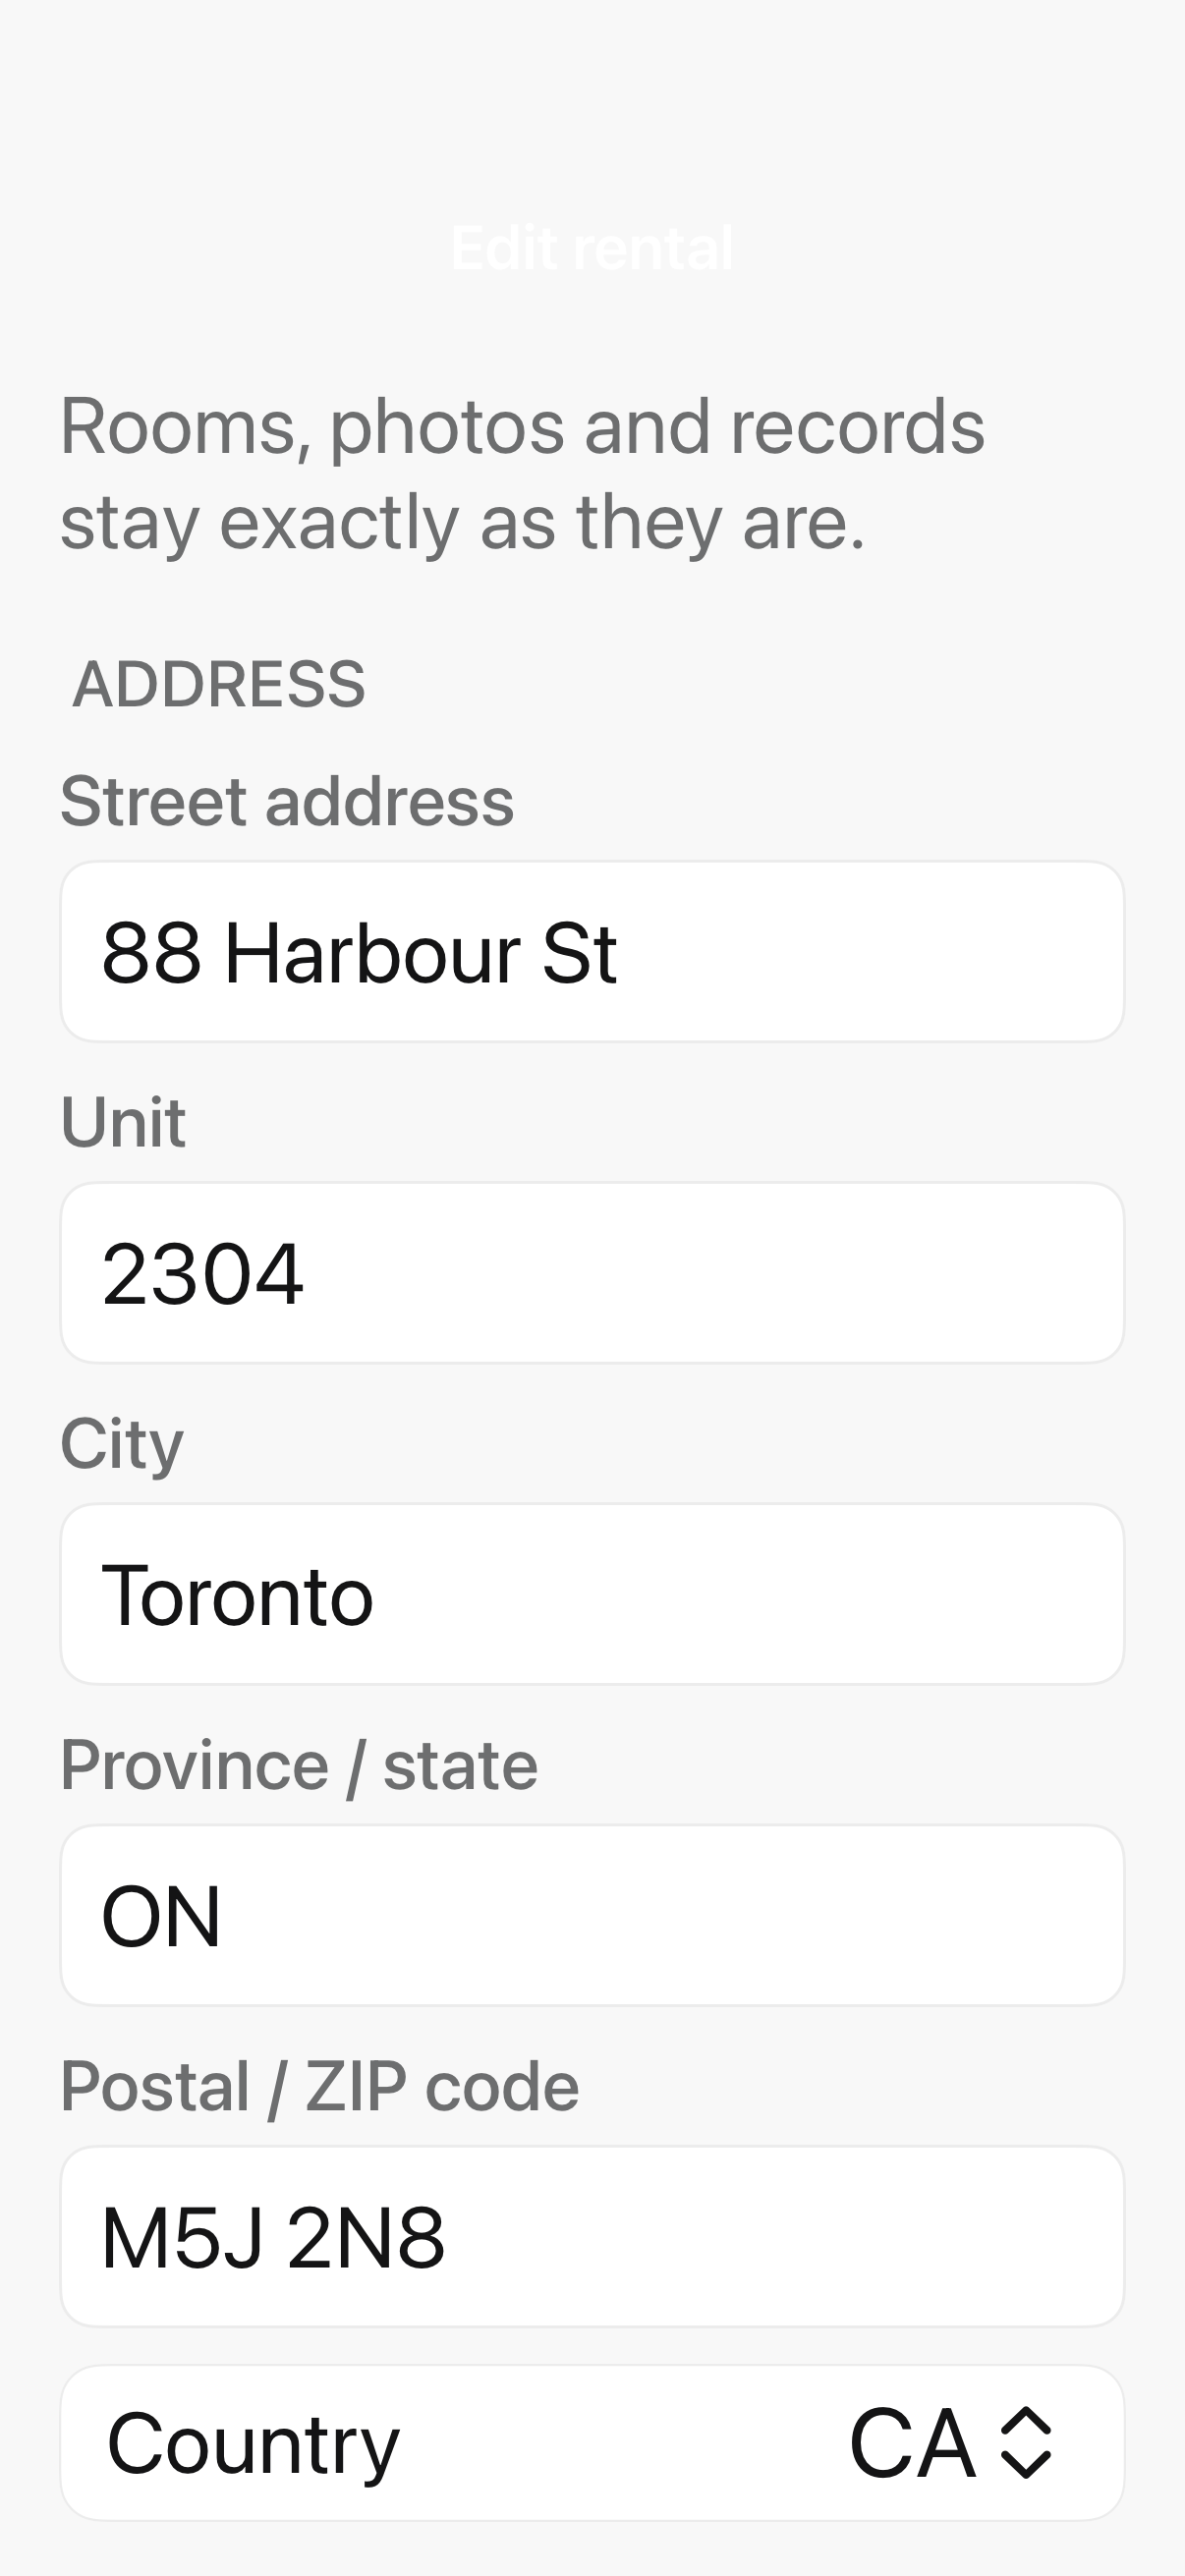 Edit rental
Rooms, photos and records
stay exactly as they are.
ADDRESS
Street address
88 Harbour St
Unit
2304
City
Toronto
Province / state
ON
Postal / ZIP code
M5J 2N8
Country CA